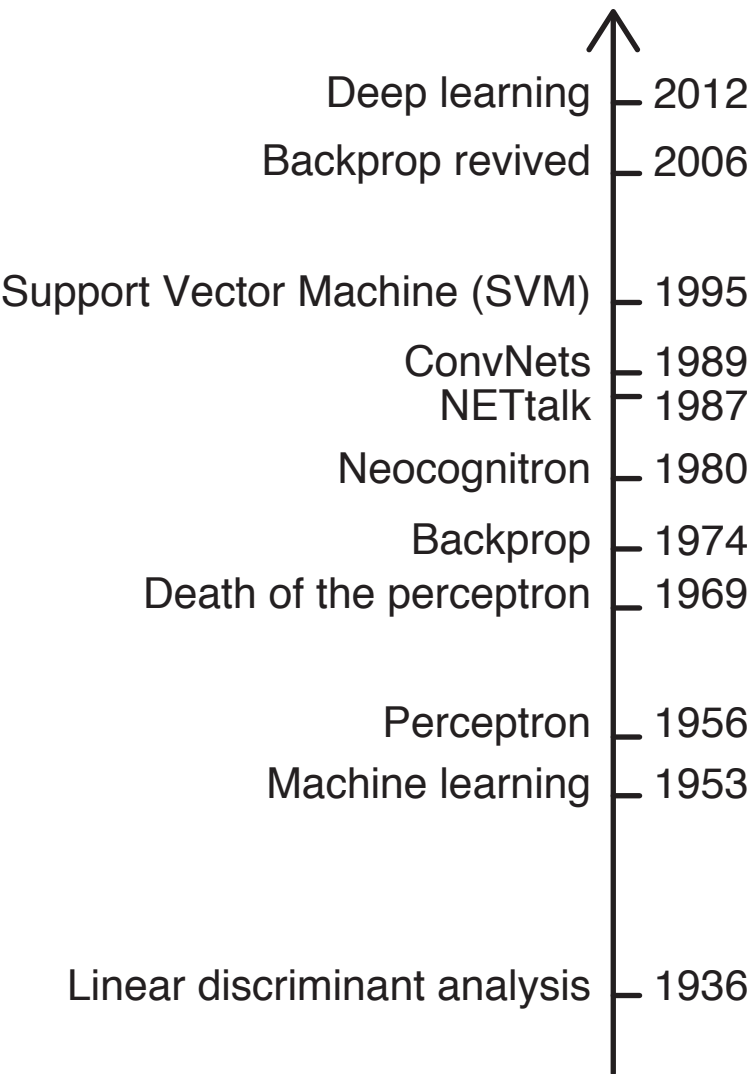 Deep learning 2012
Backprop revived 2006
Support Vector Machine (SVM) 1995
ConvNets 1989
NETtalk 1987
Neocognitron 1980
Backprop 1974
Death of the perceptron 1969
Perceptron 1956
Machine learning 1953
Linear discriminant analysis 1936